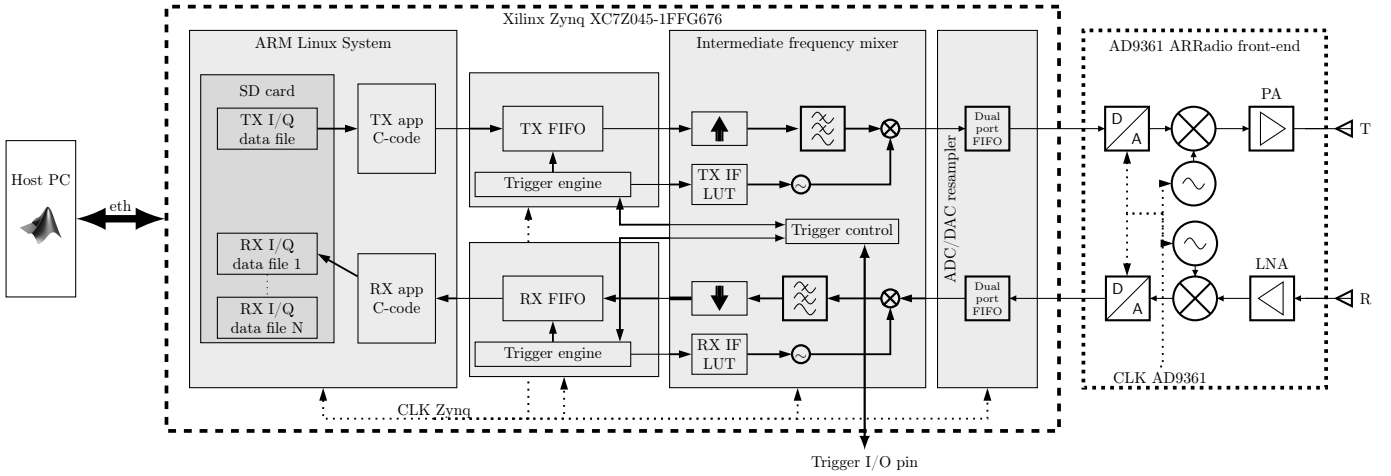 Xilinx Zynq XC7Z045-1FFG676
ARM Linux System
Intermediate frequency mixer
AD9361 ARRadio front-end
SD card
TX I/Q
data file
TX app
C-code
TX FIFO
Trigger engine
TX IF
LUT
~
Dual
port
FIFO
D
A
PA
T
Host PC
eth
ADC/DAC resampler
Trigger control
RX I/Q
data file 1
RX I/Q
data file N
RX app
C-code
RX FIFO
Trigger engine
RX IF
LUT
~
Dual
port
FIFO
D
A
LNA
R
CLK Zynq
CLK AD9361
Trigger I/O pin